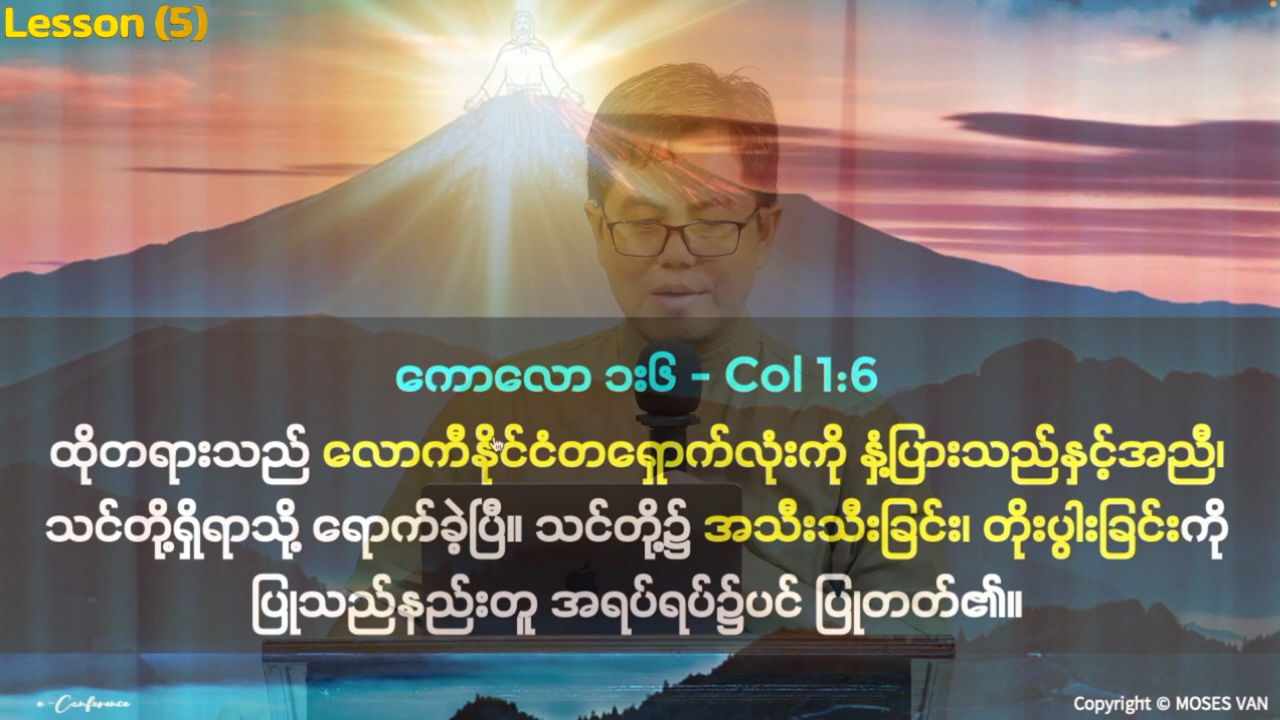 Lesson (5)
ကောလော ၁း၆ - Col 1:6
ထိုတရားသည် လောကီနိုင်ငံတရှောက်လုံးကို နှံ့ပြားသည်နှင့်အညီ၊
သင်တို့ရှိရာသို့ ရောက်ခဲ့ပြီ။ သင်တို့၌ အသီးသီးခြင်း၊ တိုးပွါးခြင်းကို
ပြုသည်နည်းတူ အရပ်ရပ်၌ပင် ပြုတတ်၏။
e-Conference
Copyright © MOSES VAN